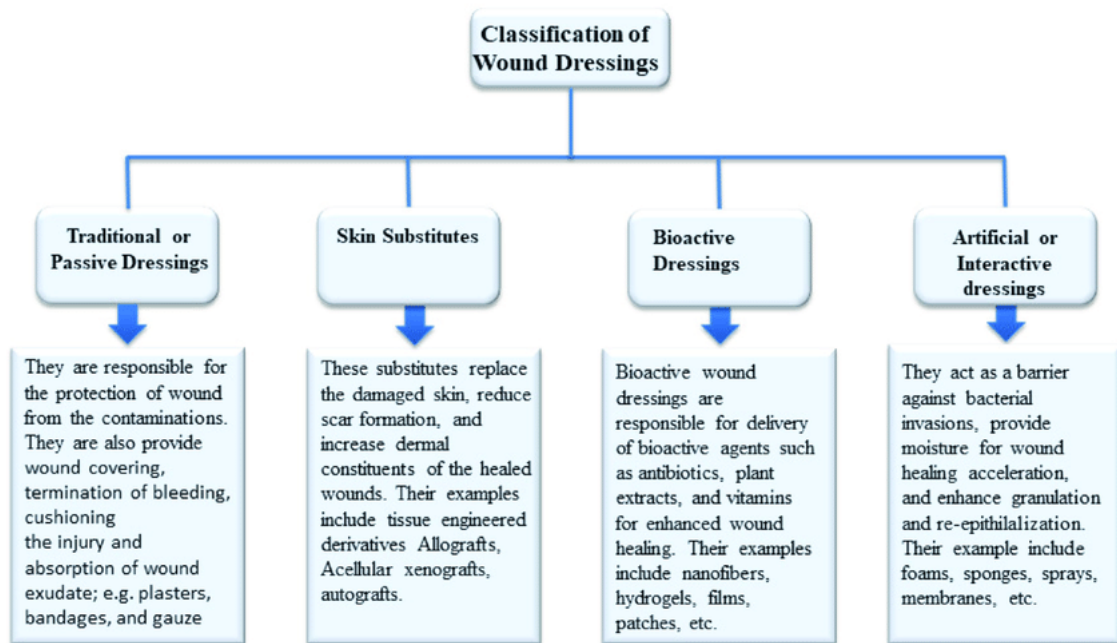 Classification of
Wound Dressings
Traditional or
Passive Dressings
Skin Substitutes
Bioactive
Dressings
Artificial or
Interactive
dressings
They are responsible for
the protection of wound
from the contaminations.
They are also provide
wound covering,
termination of bleeding,
cushioning
the injury and
absorption of wound
exudate; e.g. plasters,
bandages, and gauze
These substitutes replace
the damaged skin, reduce
scar formation, and
increase dermal
constituents of the healed
wounds. Their examples
include tissue engineered
derivatives Allografts,
Acellular xenografts,
autografts.
Bioactive wound
dressings are
responsible for delivery
of bioactive agents such
as antibiotics, plant
extracts, and vitamins
for enhanced wound
healing. Their examples
include nanofibers,
hydrogels, films,
patches, etc.
They act as a barrier
against bacterial
invasions, provide
moisture for wound
healing acceleration,
and enhance granulation
and re-epithilalization.
Their example include
foams, sponges, sprays,
membranes, etc.